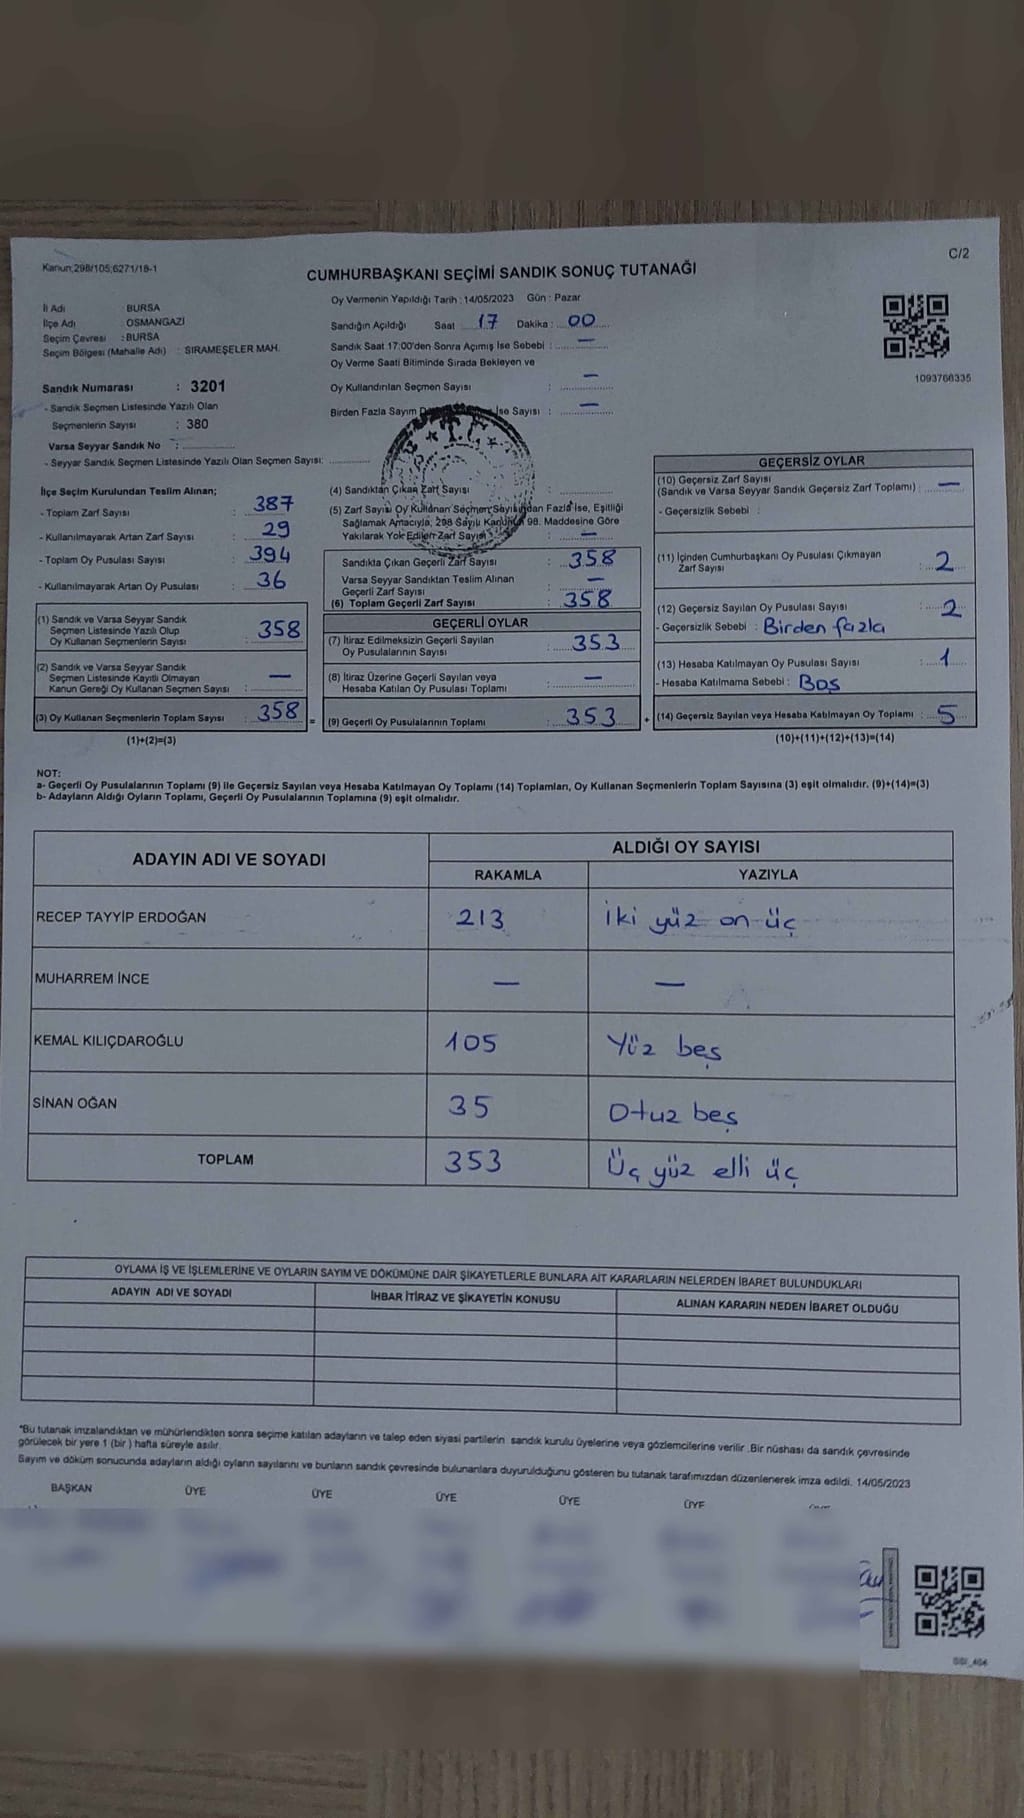 Kanun;298/105;6271/18-1
C/2
CUMHURBAŞKANI SEÇİMİ SANDIK SONUÇ TUTANAĞI
İl Adı : BURSA
İlçe Adı : OSMANGAZİ
Seçim Çevresi : BURSA
Seçim Bölgesi (Mahalle Adı) : SIRAMEŞELER MAH.
Sandık Numarası : 3201
- Sandık Seçmen Listesinde Yazılı Olan
Seçmenlerin Sayısı : 380
Varsa Seyyar Sandık No :
- Seyyar Sandık Seçmen Listesinde Yazılı Olan Seçmen Sayısı:
Oy Vermenin Yapıldığı Tarih : 14/05/2023 Gün : Pazar
Sandığın Açıldığı Saat 17 Dakika : 00
Sandık Saat 17:00'den Sonra Açımış İse Sebebi : —
Oy Verme Saati Bitiminde Sırada Bekleyen ve
Oy Kullandırılan Seçmen Sayısı : —
Birden Fazla Sayım İse Sayısı : —
1093766335
İlçe Seçim Kurulundan Teslim Alınan;
- Toplam Zarf Sayısı : 387
- Kullanılmayarak Artan Zarf Sayısı : 29
- Toplam Oy Pusulası Sayısı : 394
- Kullanılmayarak Artan Oy Pusulası : 36
(1) Sandık ve Varsa Seyyar Sandık
Seçmen Listesinde Yazılı Olup
Oy Kullanan Seçmenlerin Sayısı : 358
(2) Sandık ve Varsa Seyyar Sandık
Seçmen Listesinde Kayıtlı Olmayan
Kanun Gereği Oy Kullanan Seçmen Sayısı : —
(3) Oy Kullanan Seçmenlerin Toplam Sayısı : 358 =
(1)+(2)=(3)
(4) Sandıktan Çıkan Zarf Sayısı :
(5) Zarf Sayısı Oy Kullanan Seçmen Sayısından Fazla İse, Eşitliği
Sağlamak Amacıyla, 298 Sayılı Kanunun 98. Maddesine Göre
Yakılarak Yok Edilen Zarf Sayısı : —
Sandıkta Çıkan Geçerli Zarf Sayısı : 358
Varsa Seyyar Sandıktan Teslim Alınan
Geçerli Zarf Sayısı : —
(6) Toplam Geçerli Zarf Sayısı : 358
GEÇERLİ OYLAR
(7) İtiraz Edilmeksizin Geçerli Sayılan
Oy Pusulalarının Sayısı : 353
(8) İtiraz Üzerine Geçerli Sayılan veya
Hesaba Katılan Oy Pusulası Toplamı : —
(9) Geçerli Oy Pusulalarının Toplamı : 353 +
GEÇERSİZ OYLAR
(10) Geçersiz Zarf Sayısı
(Sandık ve Varsa Seyyar Sandık Geçersiz Zarf Toplamı) : —
- Geçersizlik Sebebi :
(11) İçinden Cumhurbaşkanı Oy Pusulası Çıkmayan
Zarf Sayısı : 2
(12) Geçersiz Sayılan Oy Pusulası Sayısı : 2
- Geçersizlik Sebebi : Birden fazla
(13) Hesaba Katılmayan Oy Pusulası Sayısı : 1
- Hesaba Katılmama Sebebi : Boş
(14) Geçersiz Sayılan veya Hesaba Katılmayan Oy Toplamı : 5
(10)+(11)+(12)+(13)=(14)
NOT:
a- Geçerli Oy Pusulalarının Toplamı (9) ile Geçersiz Sayılan veya Hesaba Katılmayan Oy Toplamı (14) Toplamları, Oy Kullanan Seçmenlerin Toplam Sayısına (3) eşit olmalıdır. (9)+(14)=(3)
b- Adayların Aldığı Oyların Toplamı, Geçerli Oy Pusulalarının Toplamına (9) eşit olmalıdır.
ADAYIN ADI VE SOYADI
ALDIĞI OY SAYISI
RAKAMLA YAZIYLA
RECEP TAYYİP ERDOĞAN 213 İki yüz on üç
MUHARREM İNCE — —
KEMAL KILIÇDAROĞLU 105 Yüz beş
SİNAN OĞAN 35 Otuz beş
TOPLAM 353 Üç yüz elli üç
OYLAMA İŞ VE İŞLEMLERİNE VE OYLARIN SAYIM VE DÖKÜMÜNE DAİR ŞİKAYETLERLE BUNLARA AİT KARARLARIN NELERDEN İBARET BULUNDUKLARI
ADAYIN ADI VE SOYADI İHBAR İTİRAZ VE ŞİKAYETİN KONUSU ALINAN KARARIN NEDEN İBARET OLDUĞU
*Bu tutanak imzalandıktan ve mühürlendikten sonra seçime katılan adayların ve talep eden siyasi partilerin sandık kurulu üyelerine veya gözlemcilerine verilir .Bir nüshası da sandık çevresinde
görülecek bir yere 1 (bir ) hafta süreyle asılır.
Sayım ve döküm sonucunda adayların aldığı oyların sayılarını ve bunların sandık çevresinde bulunanlara duyurulduğunu gösteren bu tutanak tarafımızdan düzenlenerek imza edildi. 14/05/2023
BAŞKAN ÜYE ÜYE ÜYE ÜYE ÜYE